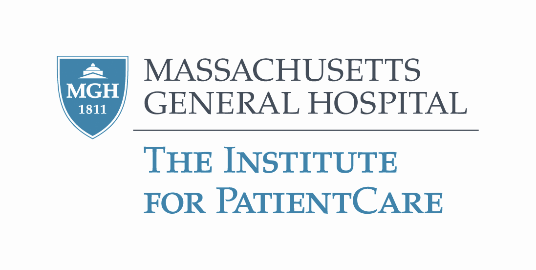 MGH
1811
MASSACHUSETTS
GENERAL HOSPITAL
THE INSTITUTE
FOR PATIENTCARE